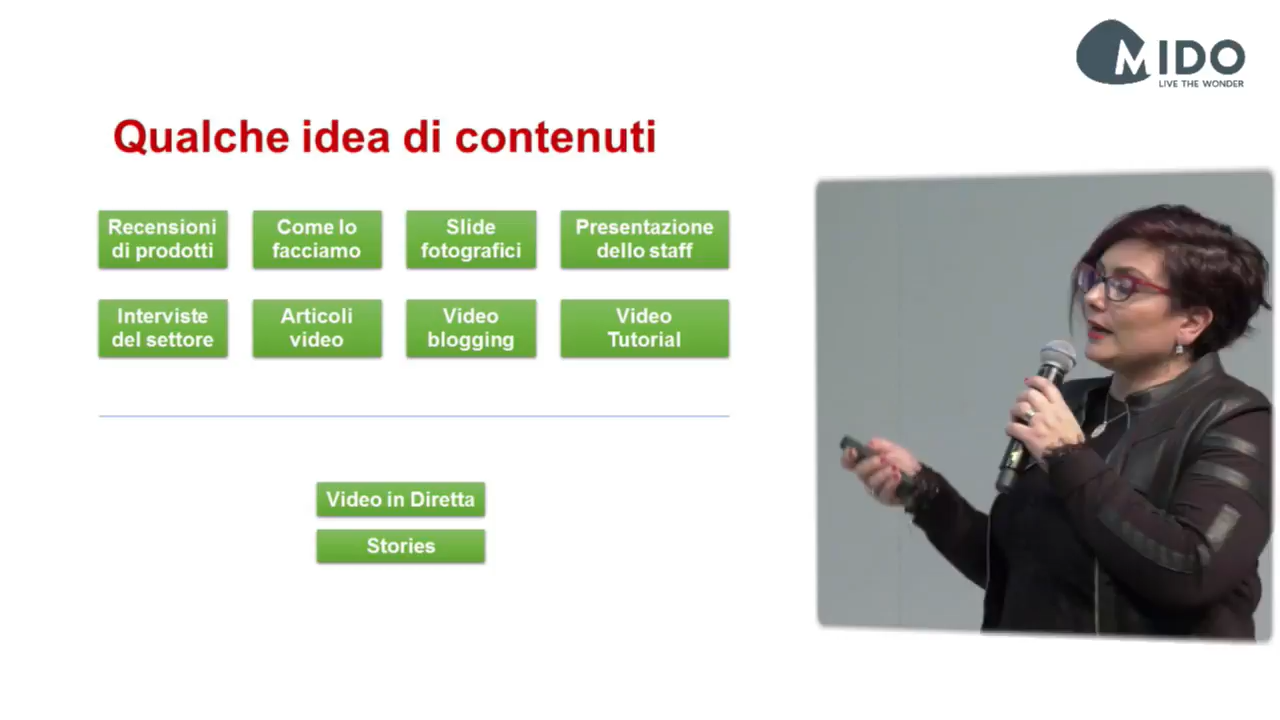 MIDO
LIVE THE WONDER
Qualche idea di contenuti
Recensioni
di prodotti
Come lo
facciamo
Slide
fotografici
Presentazione
dello staff
Interviste
del settore
Articoli
video
Video
blogging
Video
Tutorial
Video in Diretta
Stories